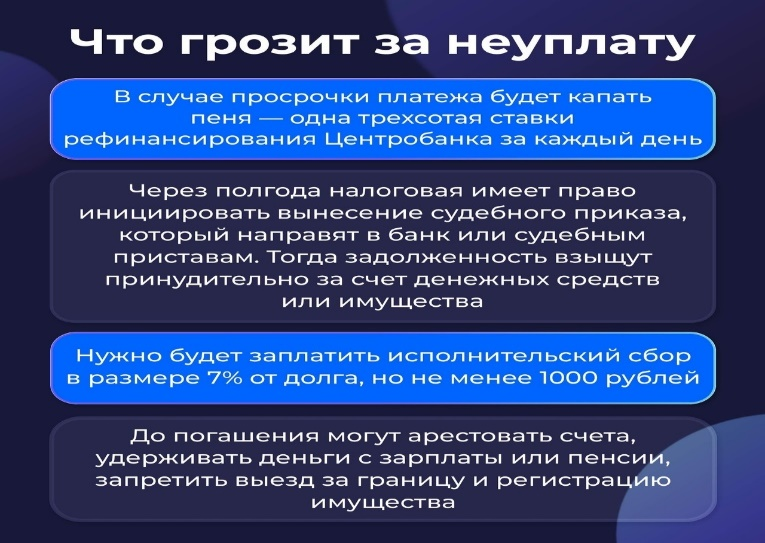 Что грозит за неуплату
В случае просрочки платежа будет капать
пеня — одна трехсотая ставки
рефинансирования Центробанка за каждый день
Через полгода налоговая имеет право
инициировать вынесение судебного приказа,
который направят в банк или судебным
приставам. Тогда задолженность взыщут
принудительно за счет денежных средств
или имущества
Нужно будет заплатить исполнительский сбор
в размере 7% от долга, но не менее 1000 рублей
До погашения могут арестовать счета,
удерживать деньги с зарплаты или пенсии,
запретить выезд за границу и регистрацию
имущества